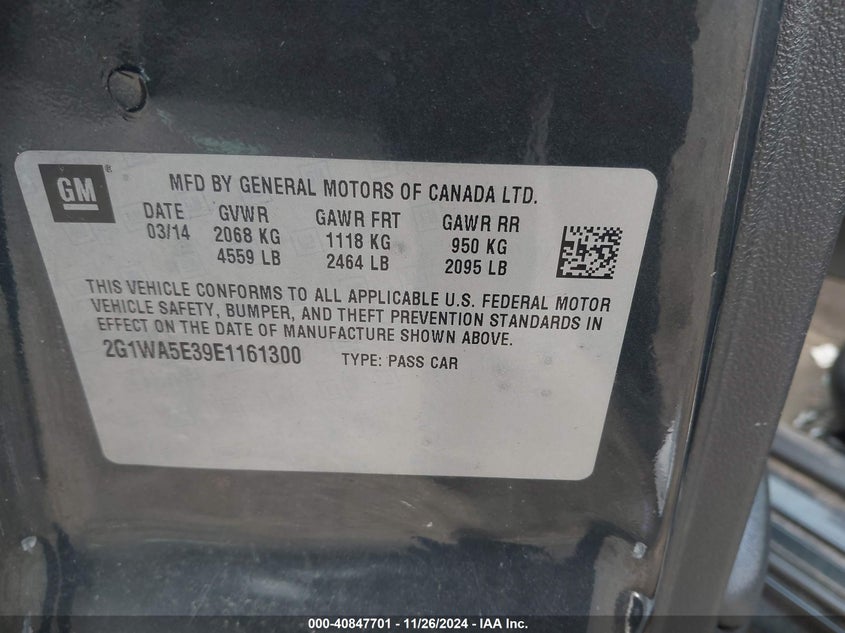 GM ®
MFD BY GENERAL MOTORS OF CANADA LTD.
DATE GVWR GAWR FRT GAWR RR
03/14 2068 KG 1118 KG 950 KG
4559 LB 2464 LB 2095 LB
THIS VEHICLE CONFORMS TO ALL APPLICABLE U.S. FEDERAL MOTOR
VEHICLE SAFETY, BUMPER, AND THEFT PREVENTION STANDARDS IN
EFFECT ON THE DATE OF MANUFACTURE SHOWN ABOVE.
2G1WA5E39E1161300 TYPE: PASS CAR
000-40847701 - 11/26/2024 - IAA Inc.